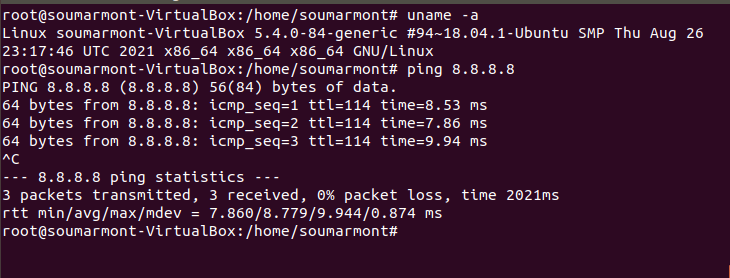 root@soumarmont-VirtualBox:/home/soumarmont# uname -a
Linux soumarmont-VirtualBox 5.4.0-84-generic #94~18.04.1-Ubuntu SMP Thu Aug 26
23:17:46 UTC 2021 x86_64 x86_64 x86_64 GNU/Linux
root@soumarmont-VirtualBox:/home/soumarmont# ping 8.8.8.8
PING 8.8.8.8 (8.8.8.8) 56(84) bytes of data.
64 bytes from 8.8.8.8: icmp_seq=1 ttl=114 time=8.53 ms
64 bytes from 8.8.8.8: icmp_seq=2 ttl=114 time=7.86 ms
64 bytes from 8.8.8.8: icmp_seq=3 ttl=114 time=9.94 ms
^C
--- 8.8.8.8 ping statistics ---
3 packets transmitted, 3 received, 0% packet loss, time 2021ms
rtt min/avg/max/mdev = 7.860/8.779/9.944/0.874 ms
root@soumarmont-VirtualBox:/home/soumarmont#